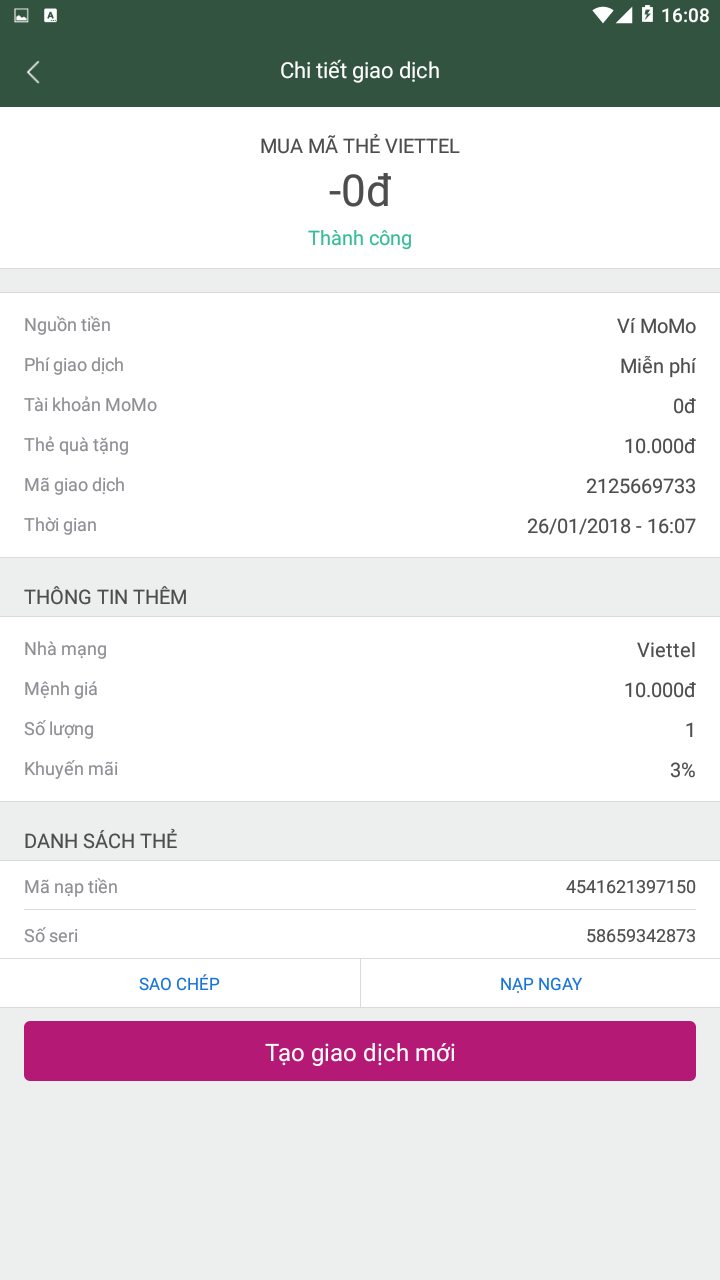 16:08
Chi tiết giao dịch
MUA MÃ THẺ VIETTEL
-0đ
Thành công
Nguồn tiền Ví MoMo
Phí giao dịch Miễn phí
Tài khoản MoMo 0đ
Thẻ quà tặng 10.000đ
Mã giao dịch 2125669733
Thời gian 26/01/2018 - 16:07
THÔNG TIN THÊM
Nhà mạng Viettel
Mệnh giá 10.000đ
Số lượng 1
Khuyến mãi 3%
DANH SÁCH THẺ
Mã nạp tiền 4541621397150
Số seri 58659342873
SAO CHÉP NẠP NGAY
Tạo giao dịch mới